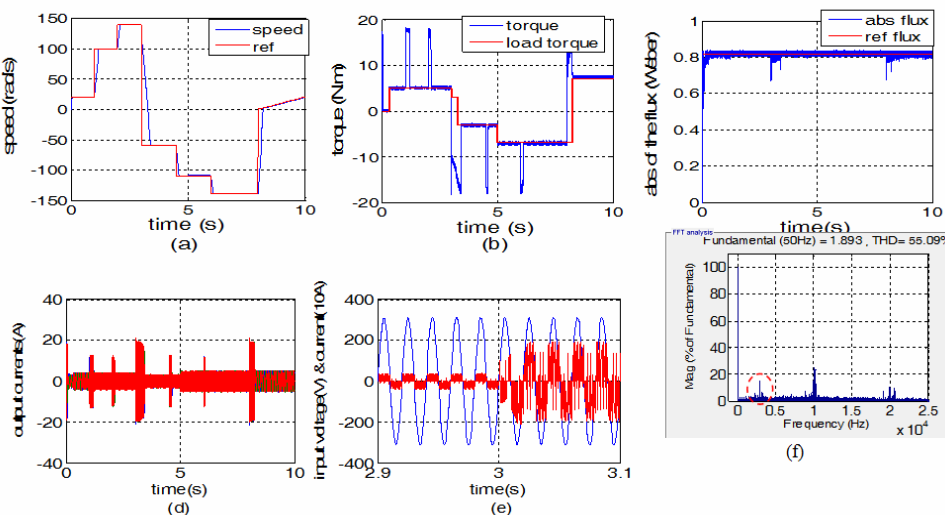 150
100
50
0
-50
-100
-150
0
5
10
speed (rad/s)
speed
ref
time (s)
(a)
20
10
0
-10
-20
0
5
10
torque (Nm)
torque
load torque
time (s)
(b)
1
0.8
0.6
0.4
0.2
0
0
5
10
abs of the flux (Weber)
abs flux
ref flux
time (s)
40
20
0
-20
-40
0
5
10
output currents(A)
time(s)
(d)
400
200
0
-200
-400
2.9
3
3.1
input voltage(V) & current(10A)
time(s)
(e)
FFT analysis
Fundamental (50Hz) = 1.893 , THD= 55.09%
100
80
60
40
20
0
0
0.5
1
1.5
2
2.5
x 10⁴
Mag (% of Fundamental)
Frequency (Hz)
(f)